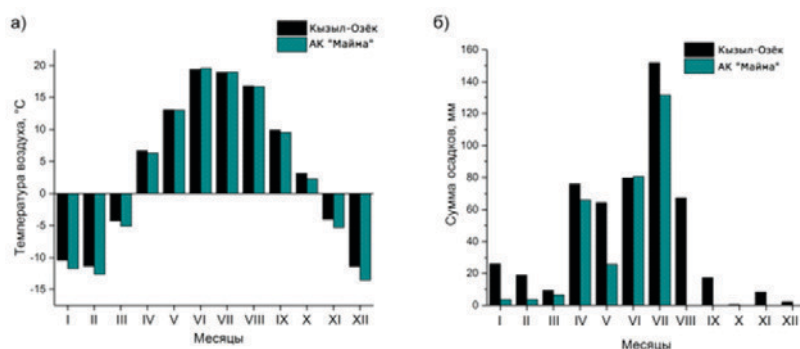 а)
Кызыл-Озёк
АК "Майна"
Температура воздуха, °C
20
15
10
5
0
-5
-10
-15
I II III IV V VI VII VIII IX X XI XII
Месяцы
б)
Кызыл-Озёк
АК "Майна"
Сумма осадков, мм
160
140
120
100
80
60
40
20
0
I II III IV V VI VII VIII IX X XI XII
Месяцы